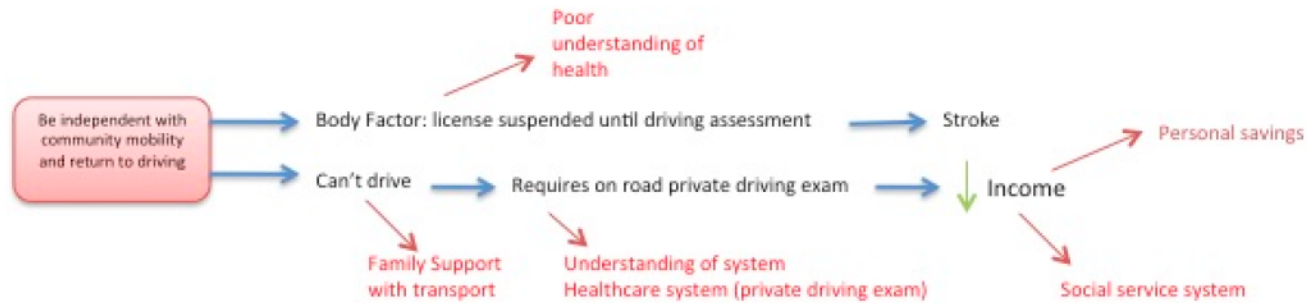 Poor
understanding of
health
Be independent with
community mobility
and return to driving
Body Factor: license suspended until driving assessment
Stroke
Personal savings
Can't drive
Requires on road private driving exam
Income
Family Support
with transport
Understanding of system
Healthcare system (private driving exam)
Social service system